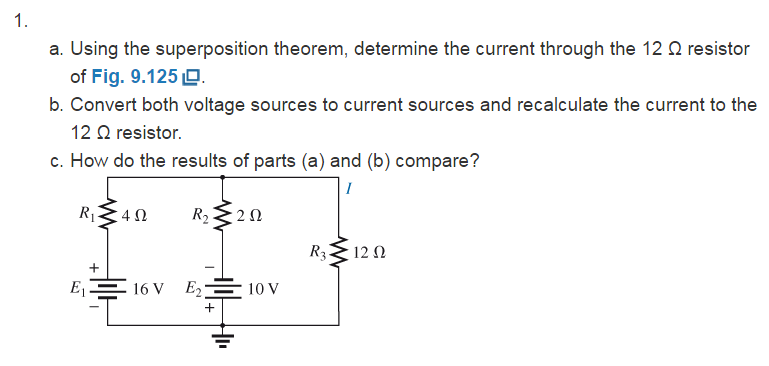 1.
a. Using the superposition theorem, determine the current through the 12 Ω resistor
of Fig. 9.125.
b. Convert both voltage sources to current sources and recalculate the current to the
12 Ω resistor.
c. How do the results of parts (a) and (b) compare?
I
R1 4 Ω R2 2 Ω
R3 12 Ω
+ −
E1 16 V E2 10 V
− +